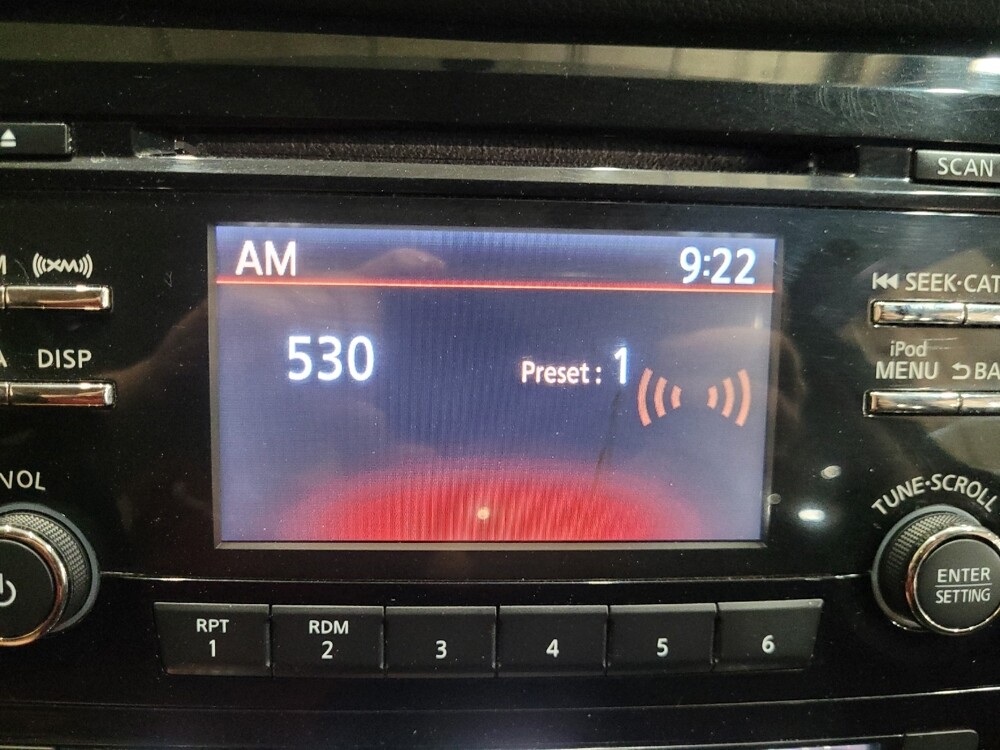 SCAN
AM 9:22
M XM
SEEK·CAT
530
Preset : 1
A DISP
iPod
MENU BA
VOL
TUNE·SCROLL
ENTER
SETTING
RPT RDM
1 2 3 4 5 6